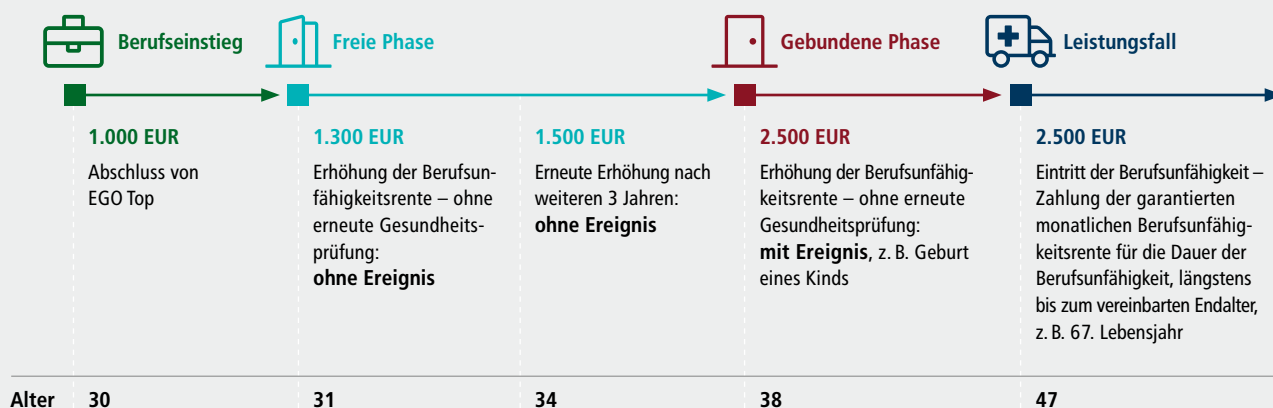 Berufseinstieg
Freie Phase
Gebundene Phase
Leistungsfall
1.000 EUR
Abschluss von
EGO Top
1.300 EUR
Erhöhung der Berufsun-
fähigkeitsrente – ohne
erneute Gesundheits-
prüfung:
ohne Ereignis
1.500 EUR
Erneute Erhöhung nach
weiteren 3 Jahren:
ohne Ereignis
2.500 EUR
Erhöhung der Berufsunfähig-
keitsrente – ohne erneute
Gesundheitsprüfung:
mit Ereignis, z. B. Geburt
eines Kinds
2.500 EUR
Eintritt der Berufsunfähigkeit –
Zahlung der garantierten
monatlichen Berufsunfähig-
keitsrente für die Dauer der
Berufsunfähigkeit, längstens
bis zum vereinbarten Endalter,
z. B. 67. Lebensjahr
Alter 30 31 34 38 47